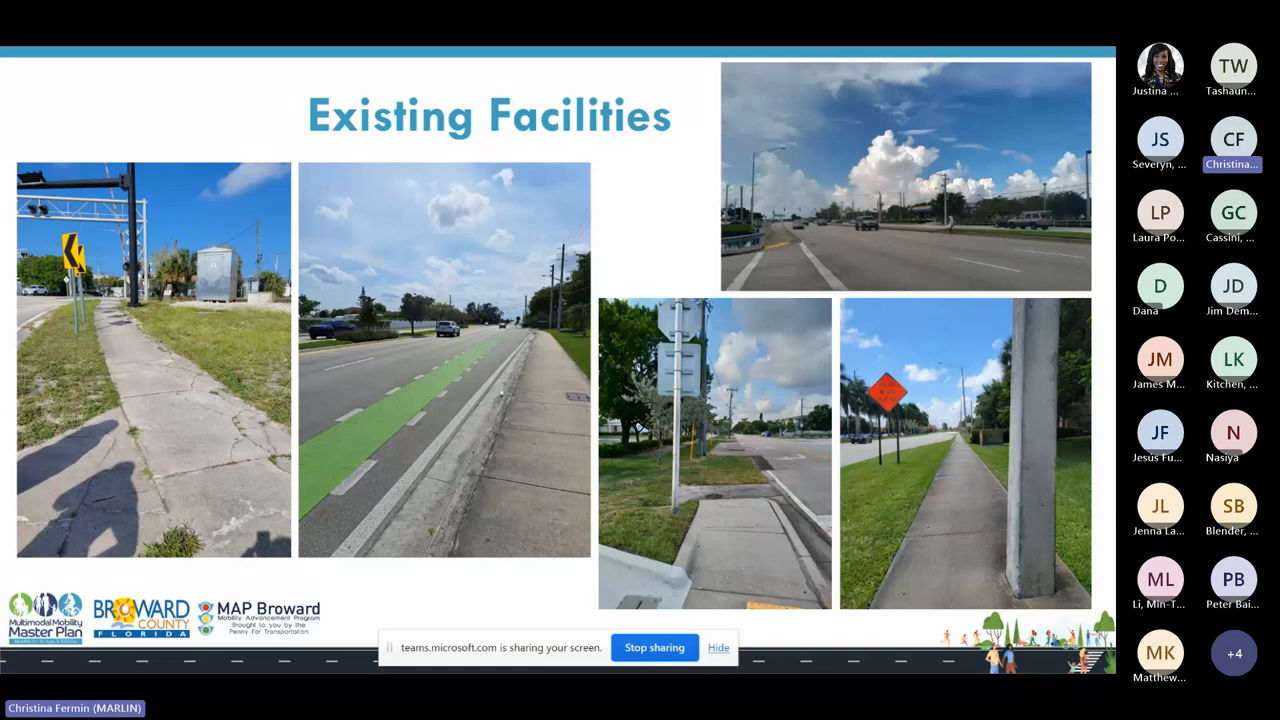 Existing Facilities
Multimodal Mobility
Master Plan
BROWARD
COUNTY
FLORIDA
MAP Broward
Mobility Advancement Program
Brought to you by the
Penny For Transportation
teams.microsoft.com is sharing your screen.
Stop sharing
Hide
Christina Fermin (MARLIN)
Justina ...
TW
Tashaun...
JS
Severyn, ...
CF
Christina...
LP
Laura Po...
GC
Cassini, ...
D
Dana
JD
Jim Dem...
JM
James M...
LK
Kitchen, ...
JF
Jesús Fu...
N
Nasiya
JL
Jenna La...
SB
Blender, ...
ML
Li, Min-T...
PB
Peter Bai...
MK
Matthew...
+4